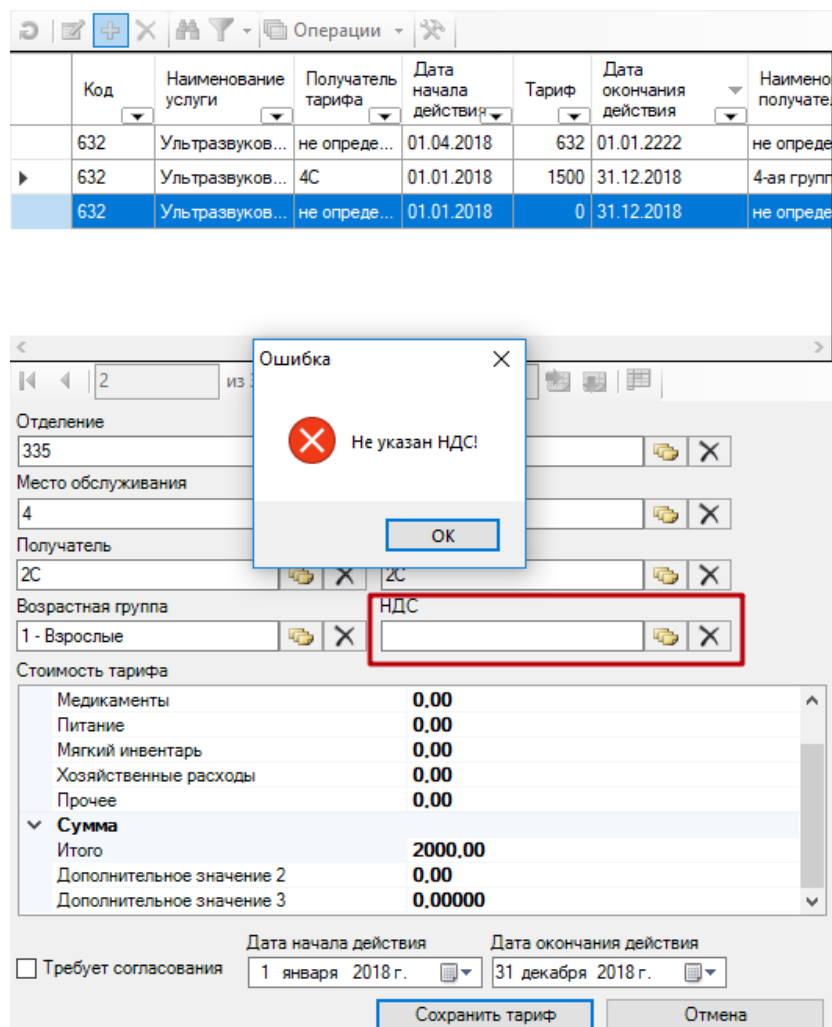 Операции
Код Наименование услуги Получатель тарифа Дата начала действия Тариф Дата окончания действия Наимено получате
632 Ультразвуков... не опреде... 01.04.2018 632 01.01.2222 не опреде
632 Ультразвуков... 4С 01.01.2018 1500 31.12.2018 4-ая групп
632 Ультразвуков... не опреде... 01.01.2018 0 31.12.2018 не опреде
Ошибка
Не указан НДС!
ОК
2 из
Отделение
335
Место обслуживания
4
Получатель
2С 2С
Возрастная группа НДС
1 - Взрослые
Стоимость тарифа
Медикаменты 0,00
Питание 0,00
Мягкий инвентарь 0,00
Хозяйственные расходы 0,00
Прочее 0,00
Сумма
Итого 2000,00
Дополнительное значение 2 0,00
Дополнительное значение 3 0,00000
Дата начала действия Дата окончания действия
Требует согласования 1 января 2018 г. 31 декабря 2018 г.
Сохранить тариф Отмена